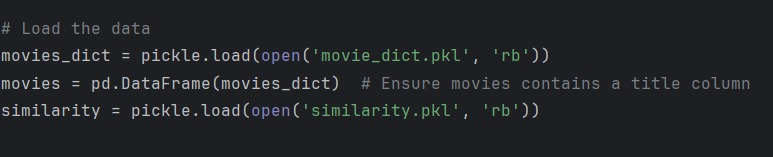 # Load the data
movies_dict = pickle.load(open('movie_dict.pkl', 'rb'))
movies = pd.DataFrame(movies_dict)  # Ensure movies contains a title column
similarity = pickle.load(open('similarity.pkl', 'rb'))